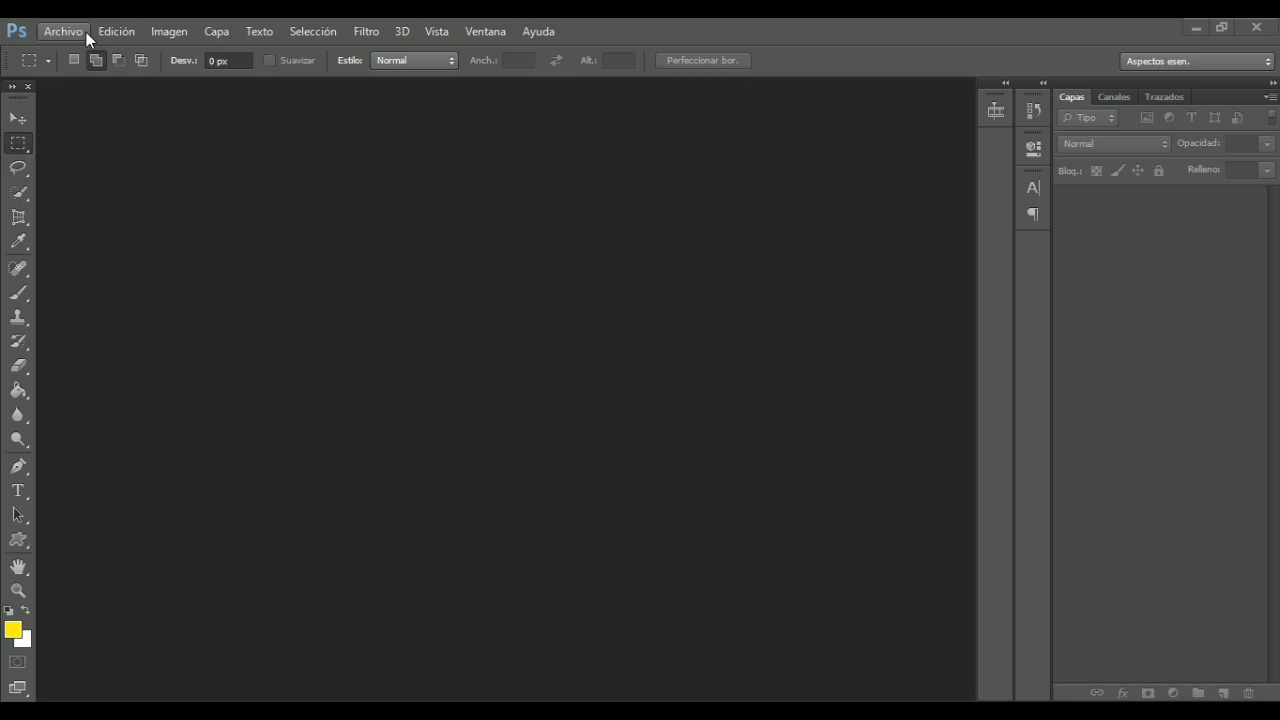 Ps Archivo Edición Imagen Capa Texto Selección Filtro 3D Vista Ventana Ayuda
Desv.: 0 px Suavizar Estilo: Normal Anch.: Alt.: Perfeccionar bor. Aspectos esen.
Capas Canales Trazados
Tipo T
Normal Opacidad:
Bloq.: Relleno:
A
¶
T
fx